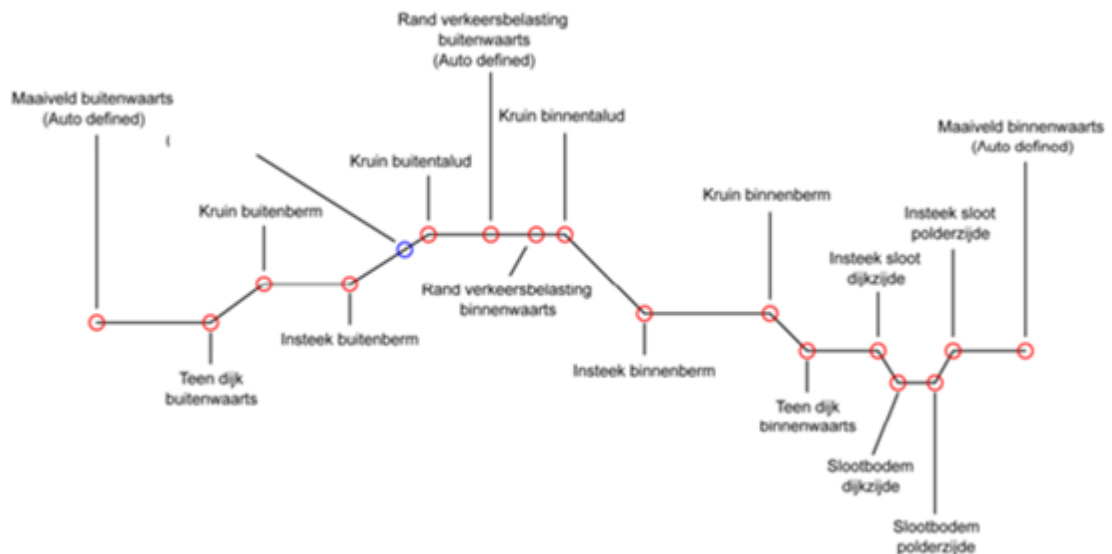 Rand verkeersbelasting
buitenwaarts
(Auto defined)
Maaiveld buitenwaarts
(Auto defined)
(
Kruin binnentalud
Maaiveld binnenwaarts
(Auto defined)
Kruin buitentalud
Kruin buitenberm
Kruin binnenberm
Insteek sloot
polderzijde
Insteek sloot
dijkzijde
Rand verkeersbelasting
binnenwaarts
Insteek buitenberm
Insteek binnenberm
Teen dijk
buitenwaarts
Teen dijk
binnenwaarts
Slootbodem
dijkzijde
Slootbodem
polderzijde